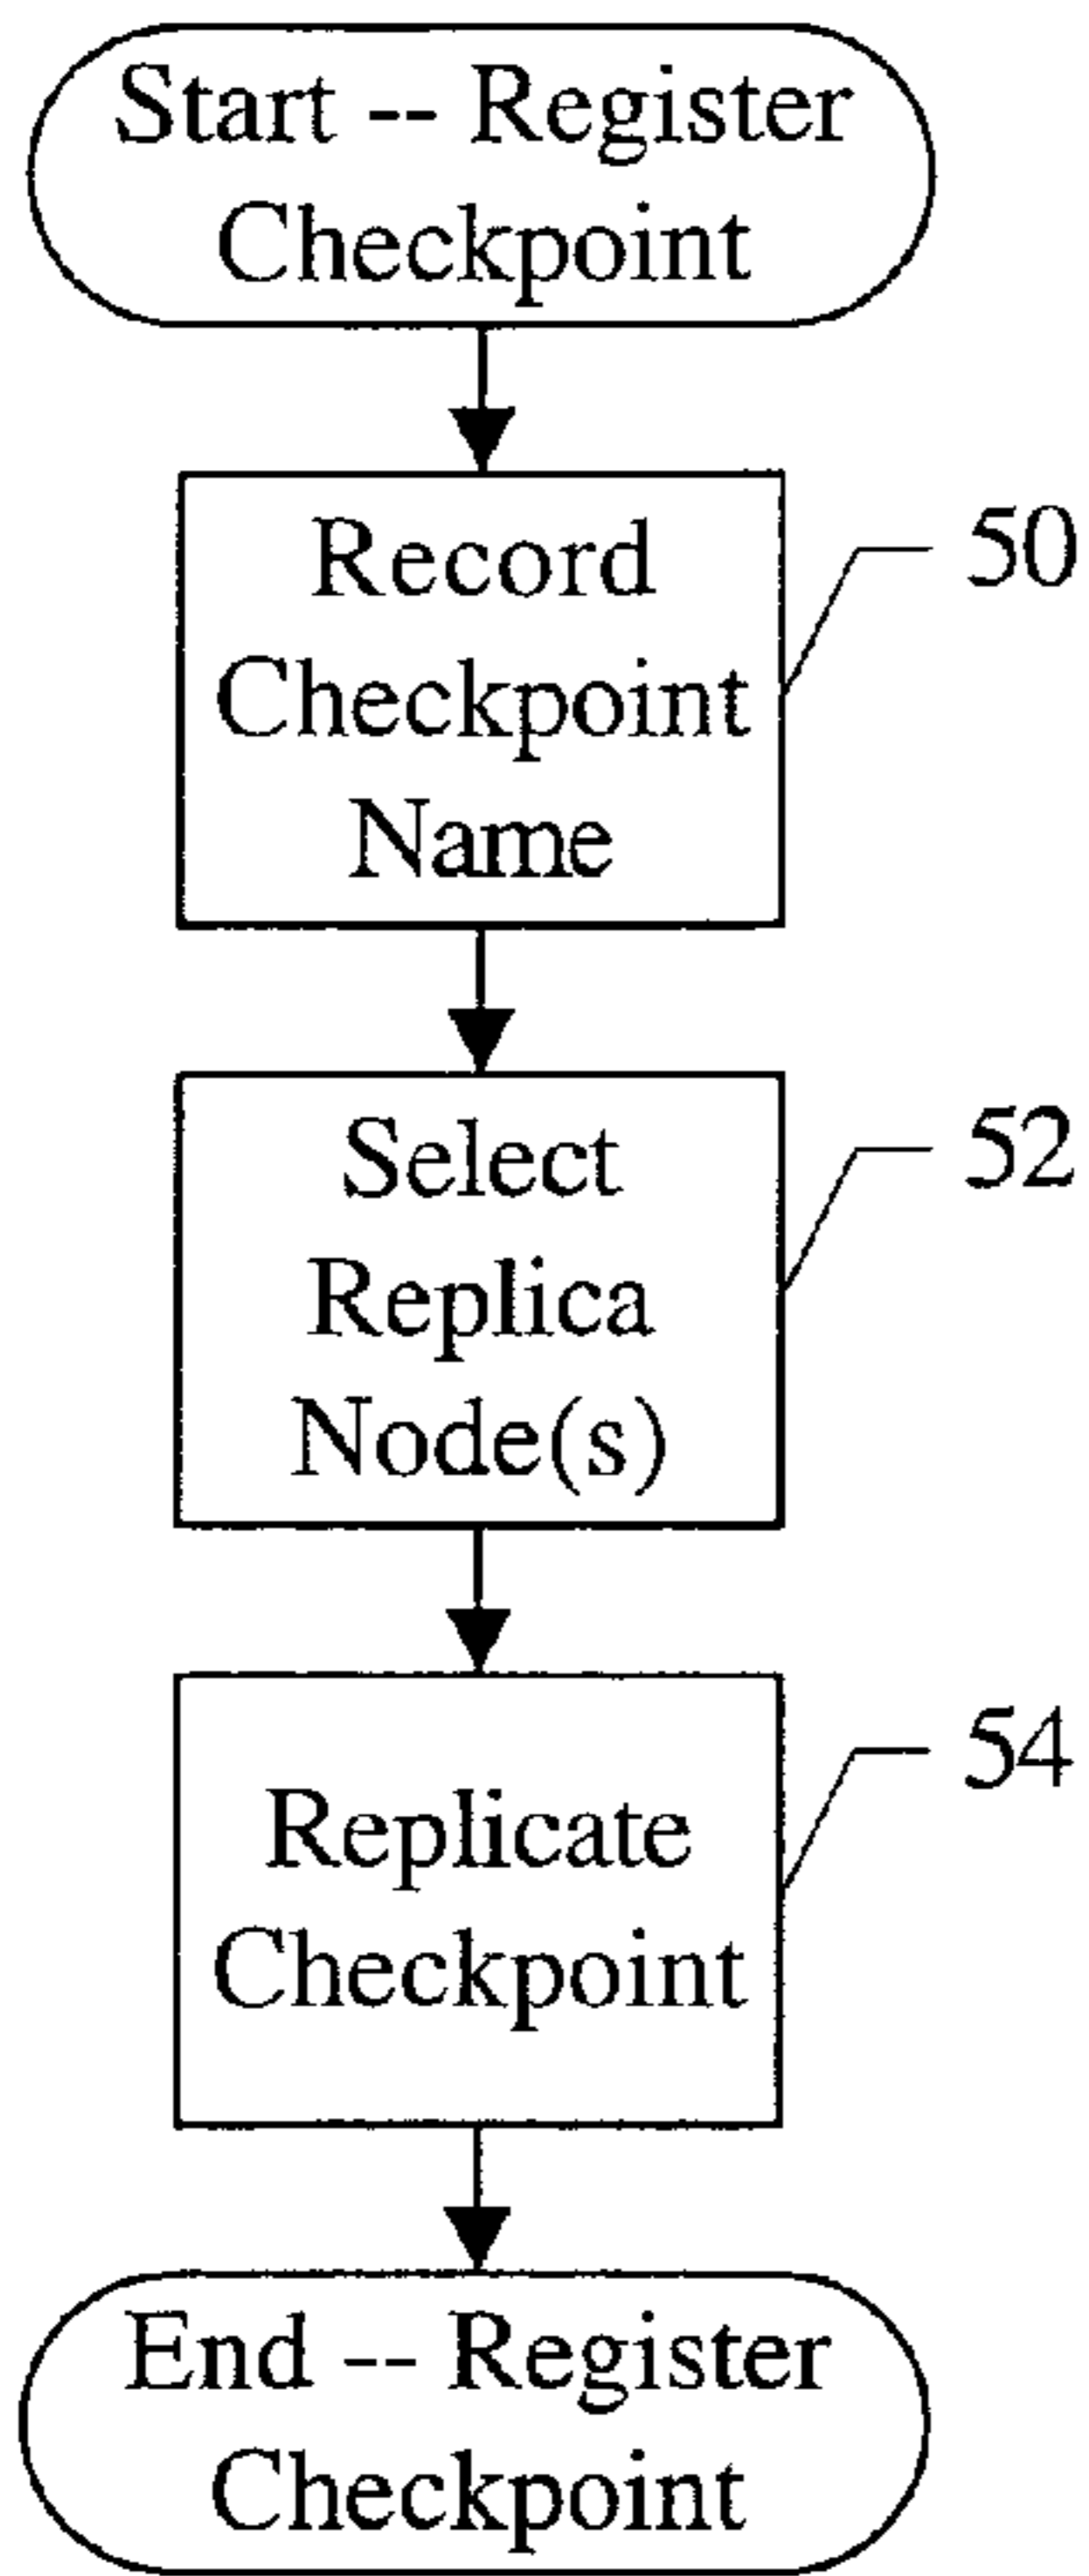 Start -- Register
Checkpoint
Record
Checkpoint
Name
50
Select
Replica
Node(s)
52
Replicate
Checkpoint
54
End -- Register
Checkpoint